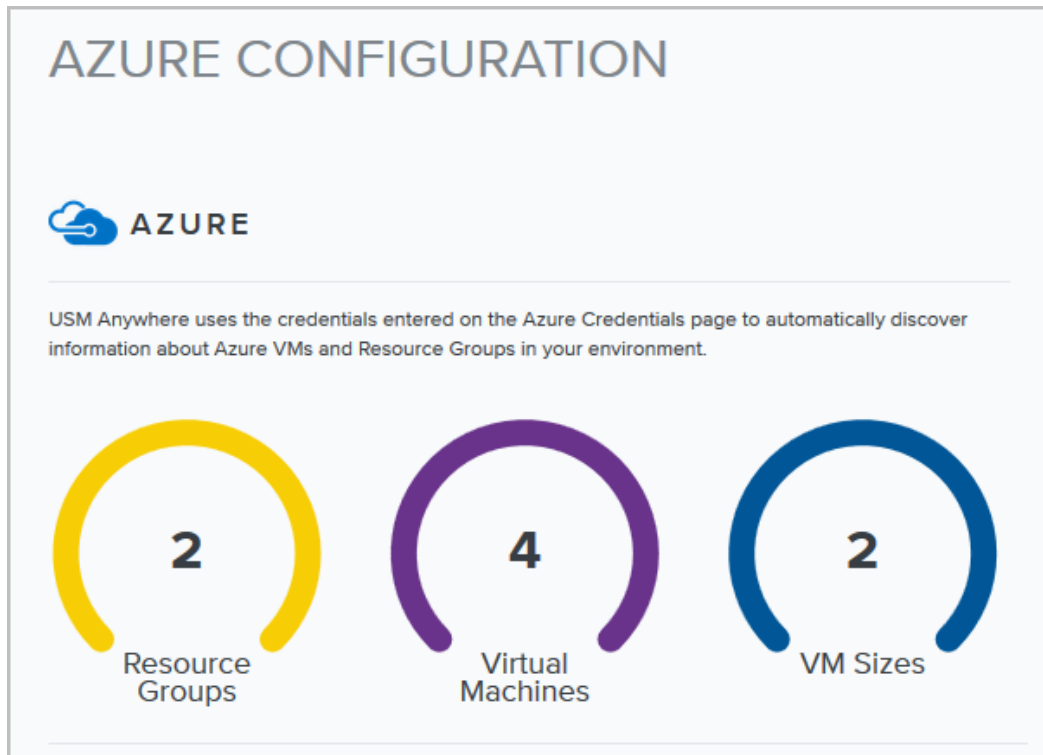 AZURE CONFIGURATION
AZURE
USM Anywhere uses the credentials entered on the Azure Credentials page to automatically discover
information about Azure VMs and Resource Groups in your environment.
2
Resource
Groups
4
Virtual
Machines
2
VM Sizes